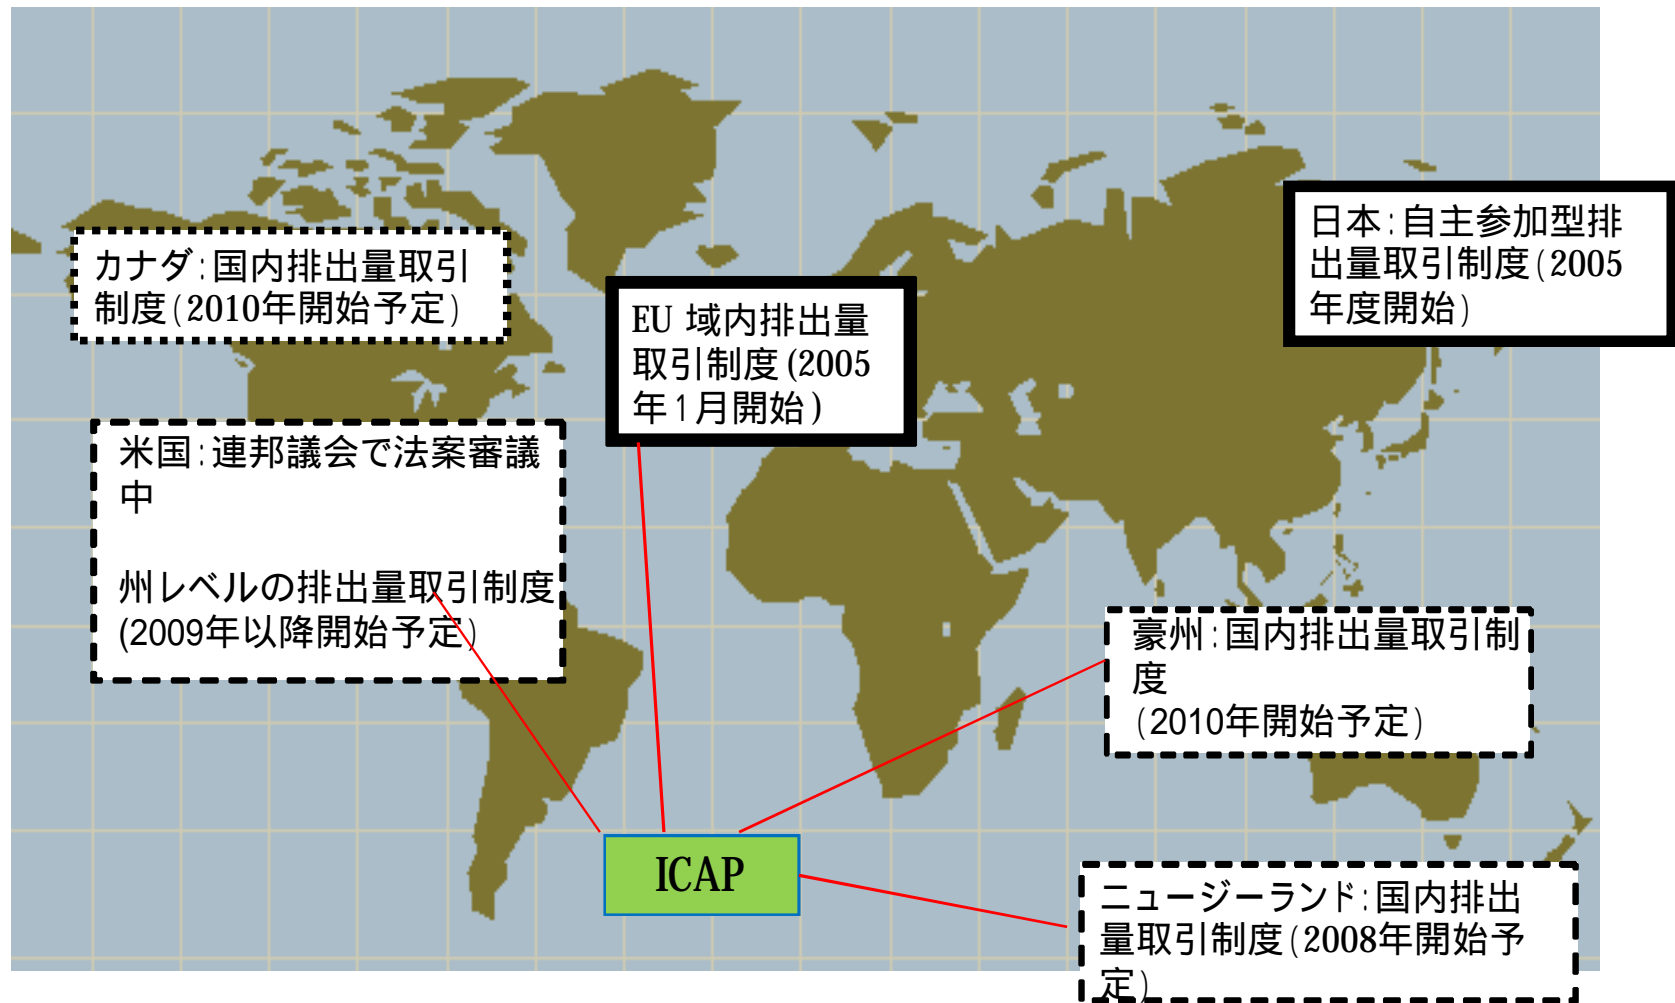 カナダ:国内排出量取引
制度(2010年開始予定)
EU 域内排出量
取引制度(2005
年1月開始)
日本:自主参加型排
出量取引制度(2005
年度開始)
米国:連邦議会で法案審議
中
州レベルの排出量取引制度
(2009年以降開始予定)
豪州:国内排出量取引制
度
(2010年開始予定)
ICAP
ニュージーランド:国内排出
量取引制度(2008年開始予
定)